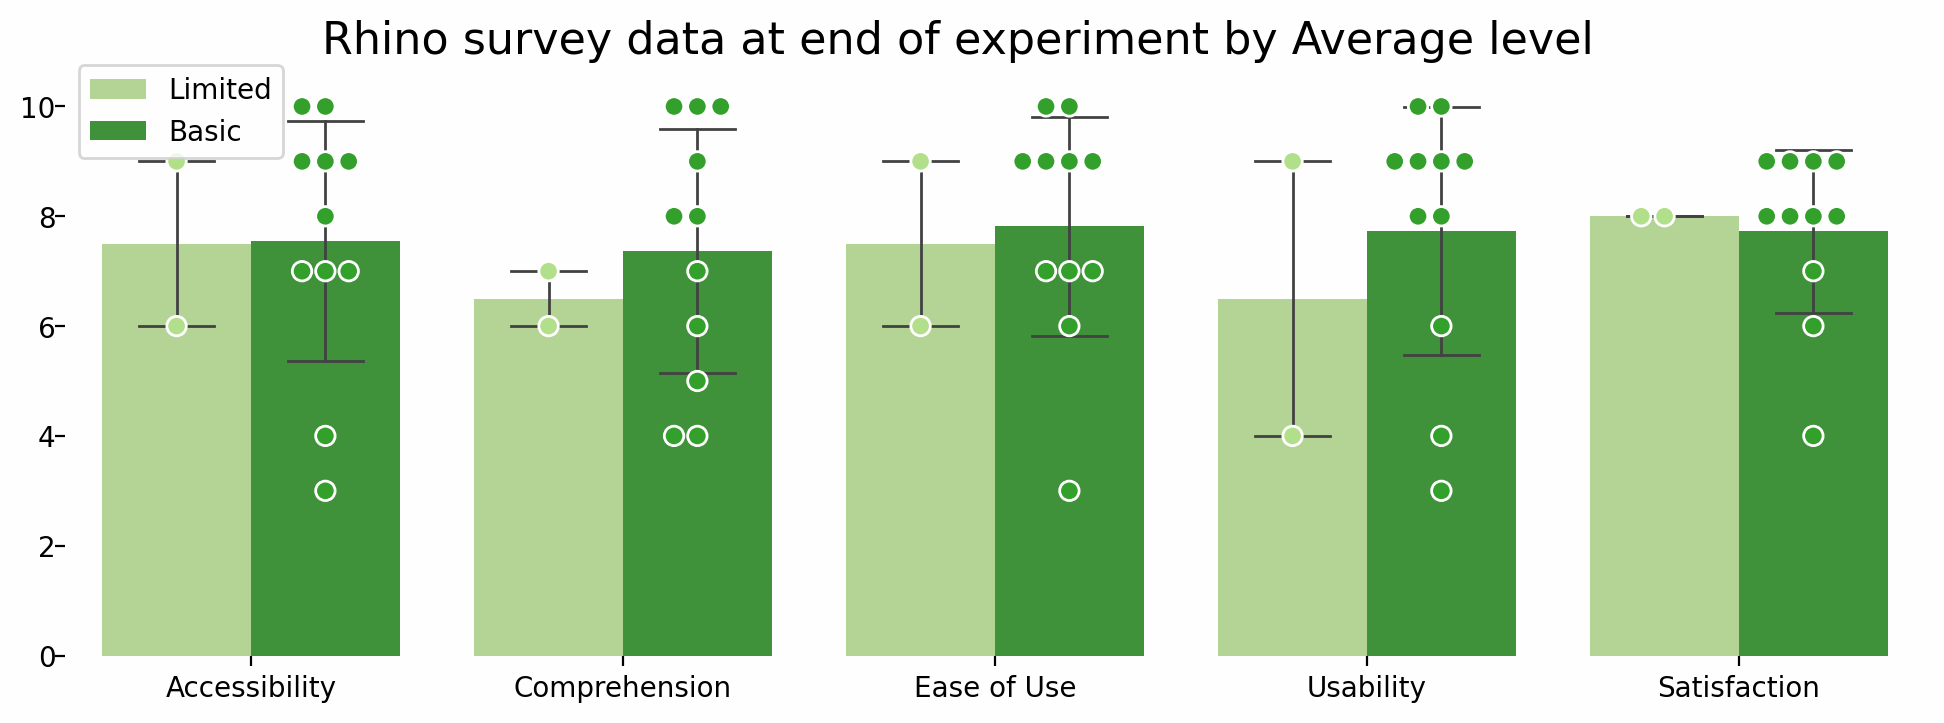 Rhino survey data at end of experiment by Average level
Limited
Basic
10
8
6
4
2
0
Accessibility
Comprehension
Ease of Use
Usability
Satisfaction